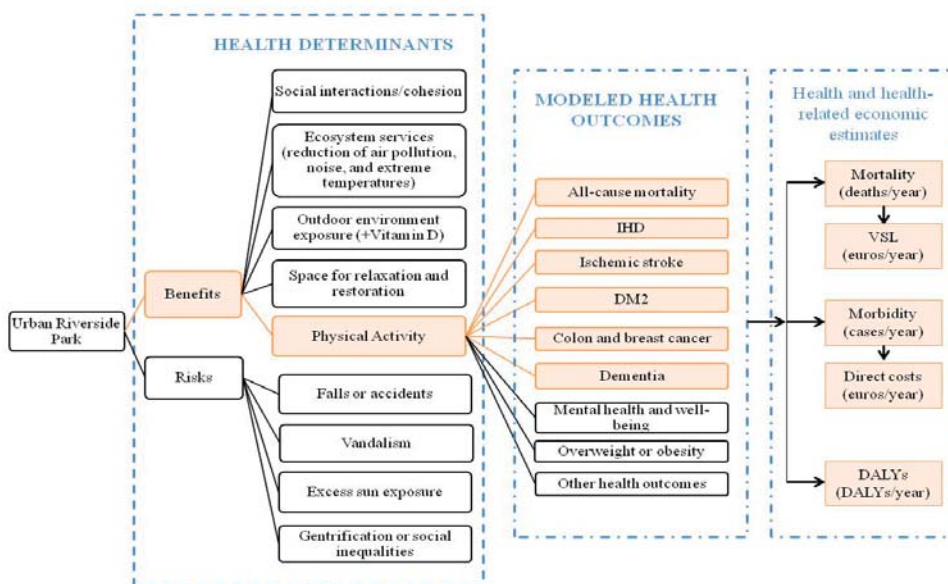 HEALTH DETERMINANTS
Urban Riverside
Park
Benefits
Risks
Social interactions/cohesion
Ecosystem services
(reduction of air pollution,
noise, and extreme
temperatures)
Outdoor environment
exposure (+Vitamin D)
Space for relaxation and
restoration
Physical Activity
Falls or accidents
Vandalism
Excess sun exposure
Gentrification or social
inequalities
MODELED HEALTH
OUTCOMES
All-cause mortality
IHD
Ischemic stroke
DM2
Colon and breast cancer
Dementia
Mental health and well-
being
Overweight or obesity
Other health outcomes
Health and health-
related economic
estimates
Mortality
(deaths/year)
VSL
(euros/year)
Morbidity
(cases/year)
Direct costs
(euros/year)
DALYs
(DALYs/year)